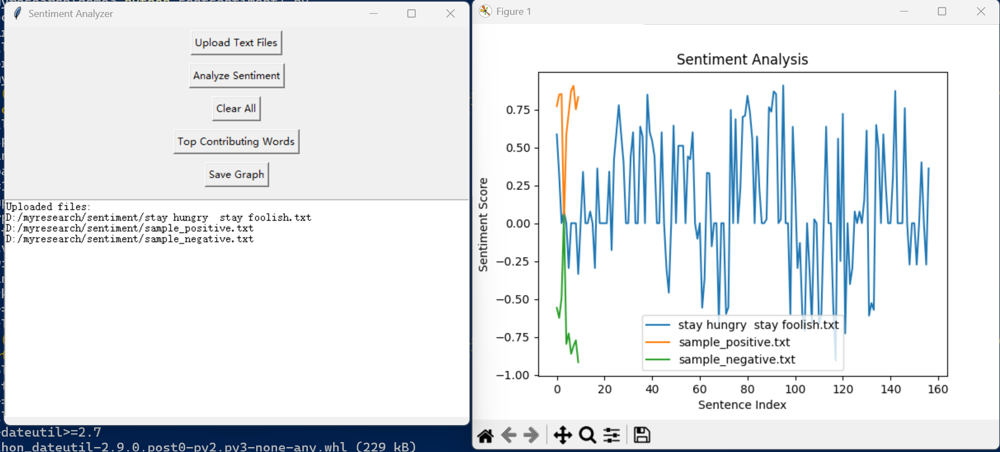 Sentiment Analyzer
Upload Text Files
Analyze Sentiment
Clear All
Top Contributing Words
Save Graph
Uploaded files:
D:/myresearch/sentiment/stay hungry  stay foolish.txt
D:/myresearch/sentiment/sample_positive.txt
D:/myresearch/sentiment/sample_negative.txt
dateutil>=2.7
hon_dateutil-2.9.0.post0-py2.py3-none-any.whl (229 kB)
Figure 1
Sentiment Analysis
Sentiment Score
0.75
0.50
0.25
0.00
−0.25
−0.50
−0.75
−1.00
stay hungry  stay foolish.txt
sample_positive.txt
sample_negative.txt
0 20 40 60 80 100 120 140 160
Sentence Index